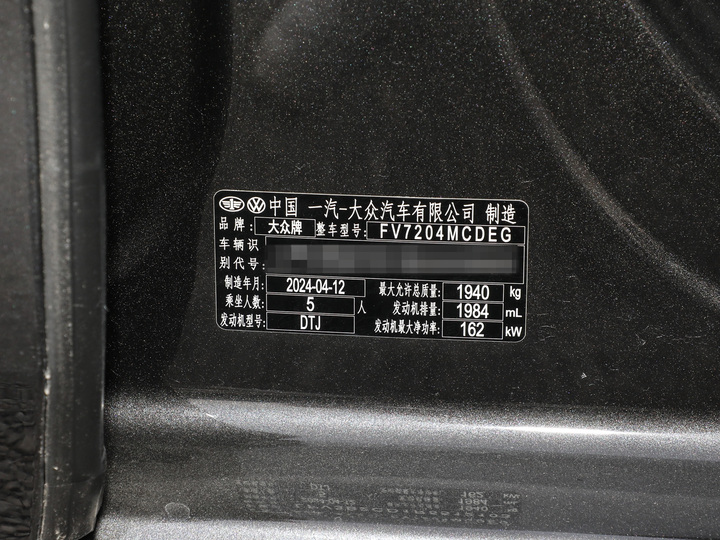 中国 一汽-大众汽车有限公司 制造
品牌: 大众牌 整车型号: FV7204MCDEG
车辆识
别代号:
制造年月: 2024-04-12 最大允许总质量: 1940 kg
乘坐人数: 5 人 发动机排量: 1984 mL
发动机型号: DTJ 发动机最大净功率: 162 kW